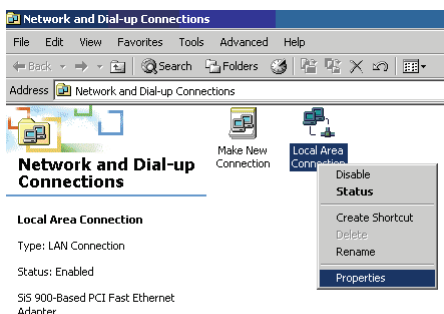 Network and Dial-up Connections
File Edit View Favorites Tools Advanced Help
Back Search Folders
Address Network and Dial-up Connections
Network and Dial-up
Connections
Local Area Connection
Type: LAN Connection
Status: Enabled
SiS 900-Based PCI Fast Ethernet
Adapter
Make New
Connection
Local Area
Connection
Disable
Status
Create Shortcut
Delete
Rename
Properties